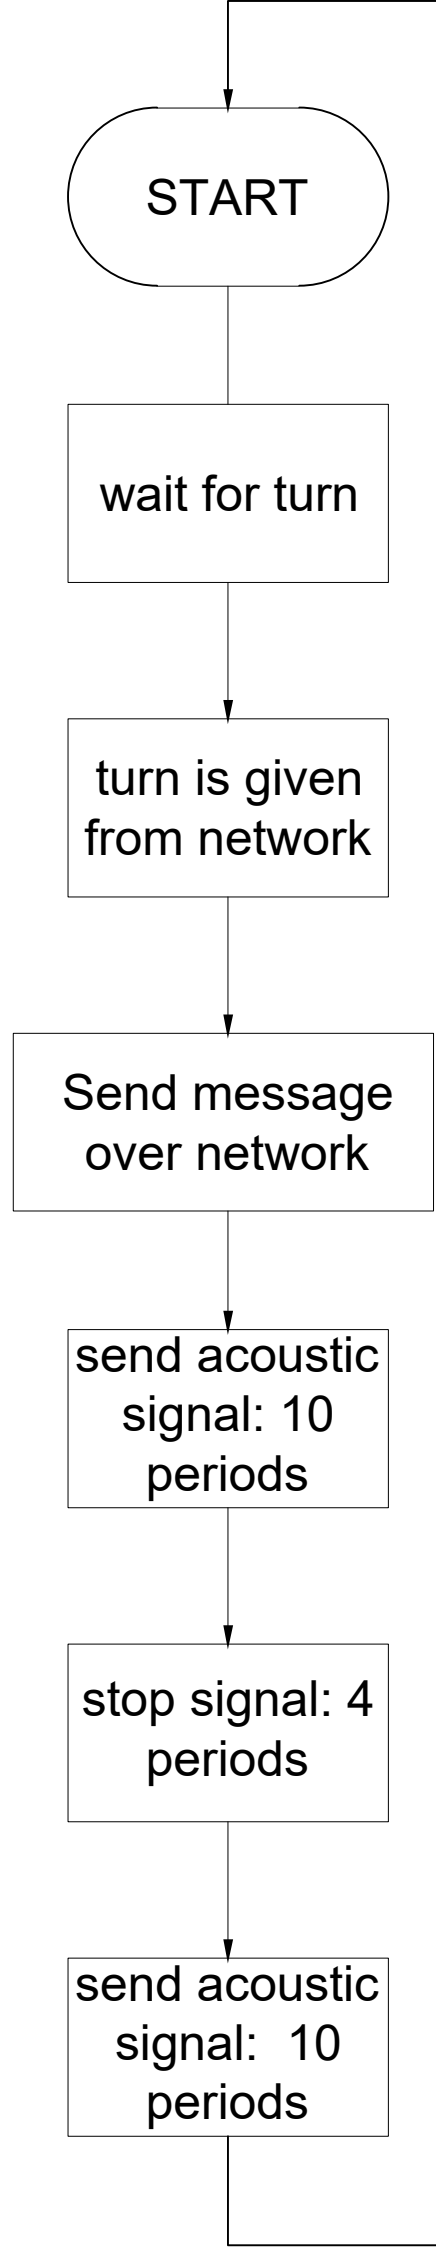 START
wait for turn
turn is given
from network
Send message
over network
send acoustic
signal: 10
periods
stop signal: 4
periods
send acoustic
signal:  10
periods